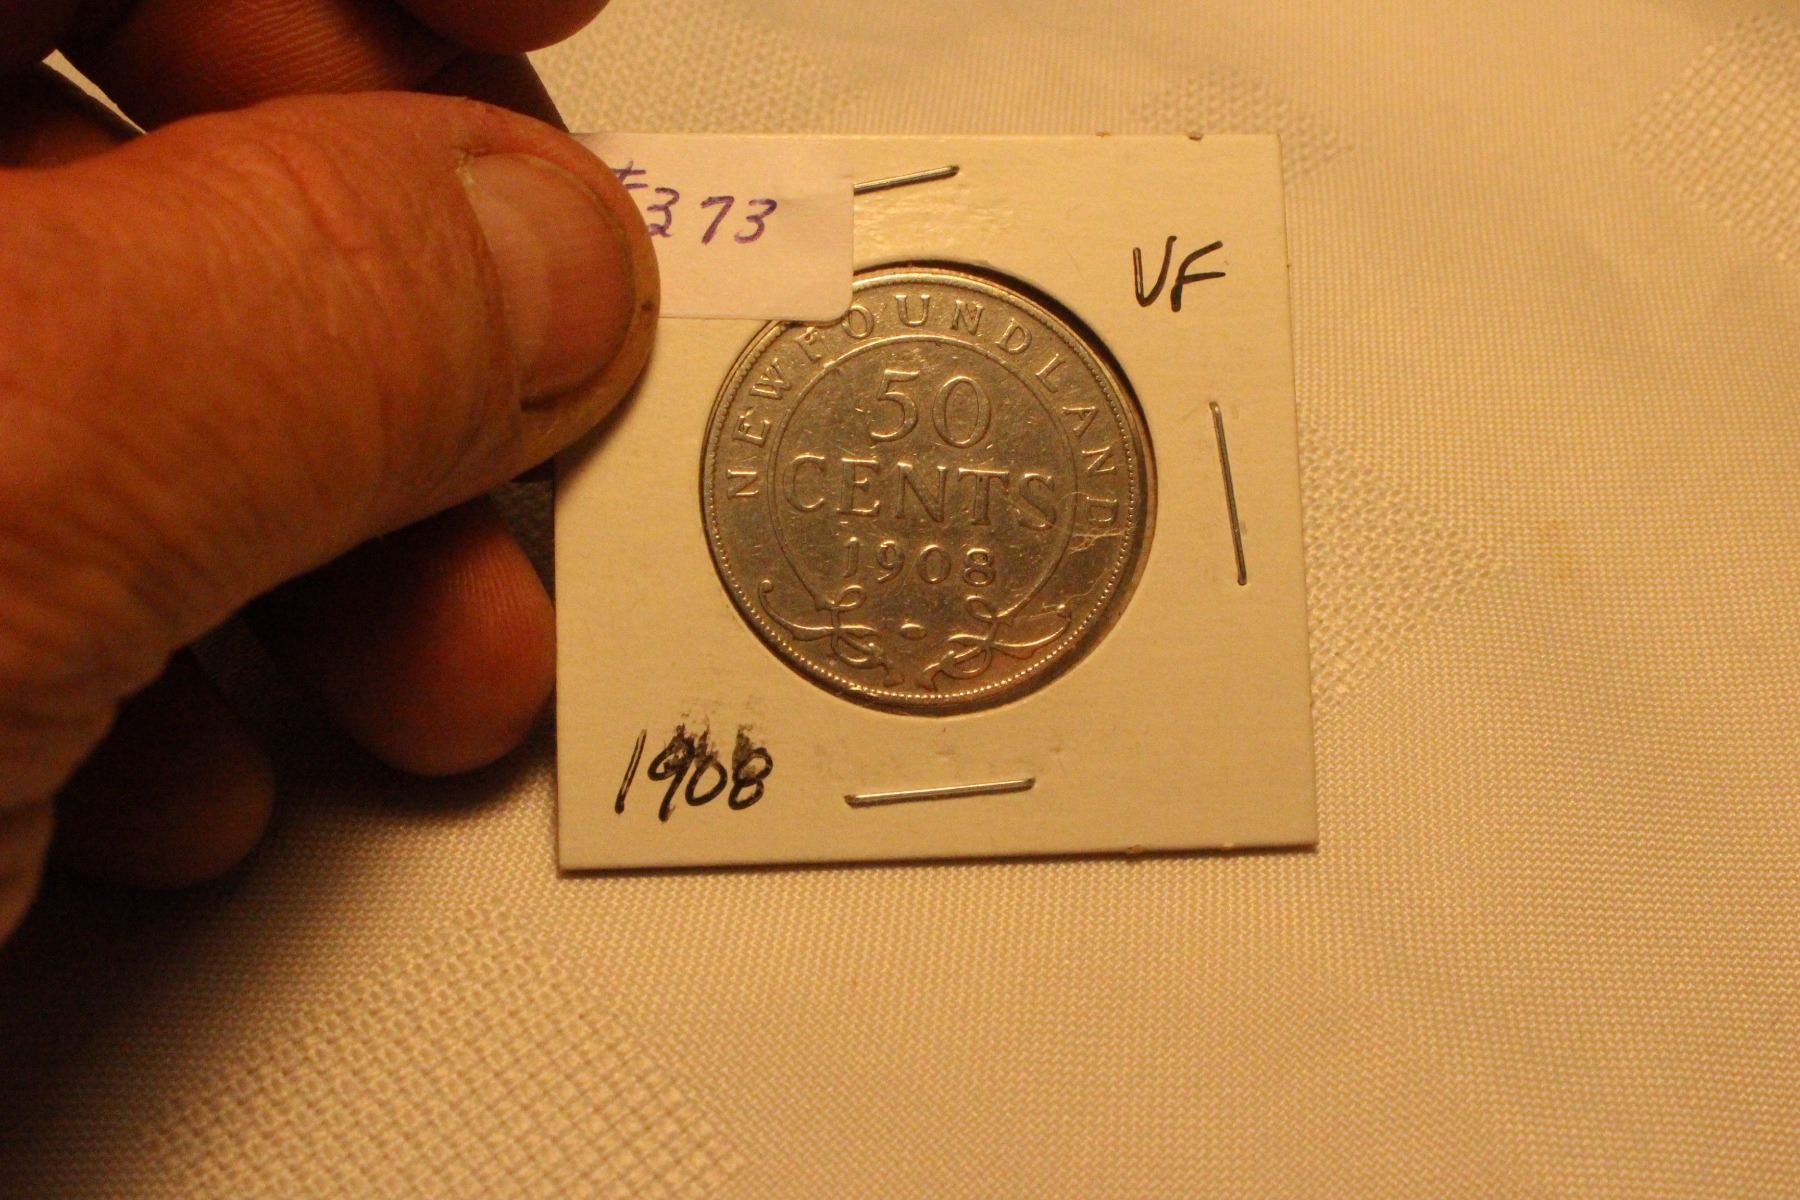 #373
VF
NEWFOUNDLAND
50
CENTS
1908
1908